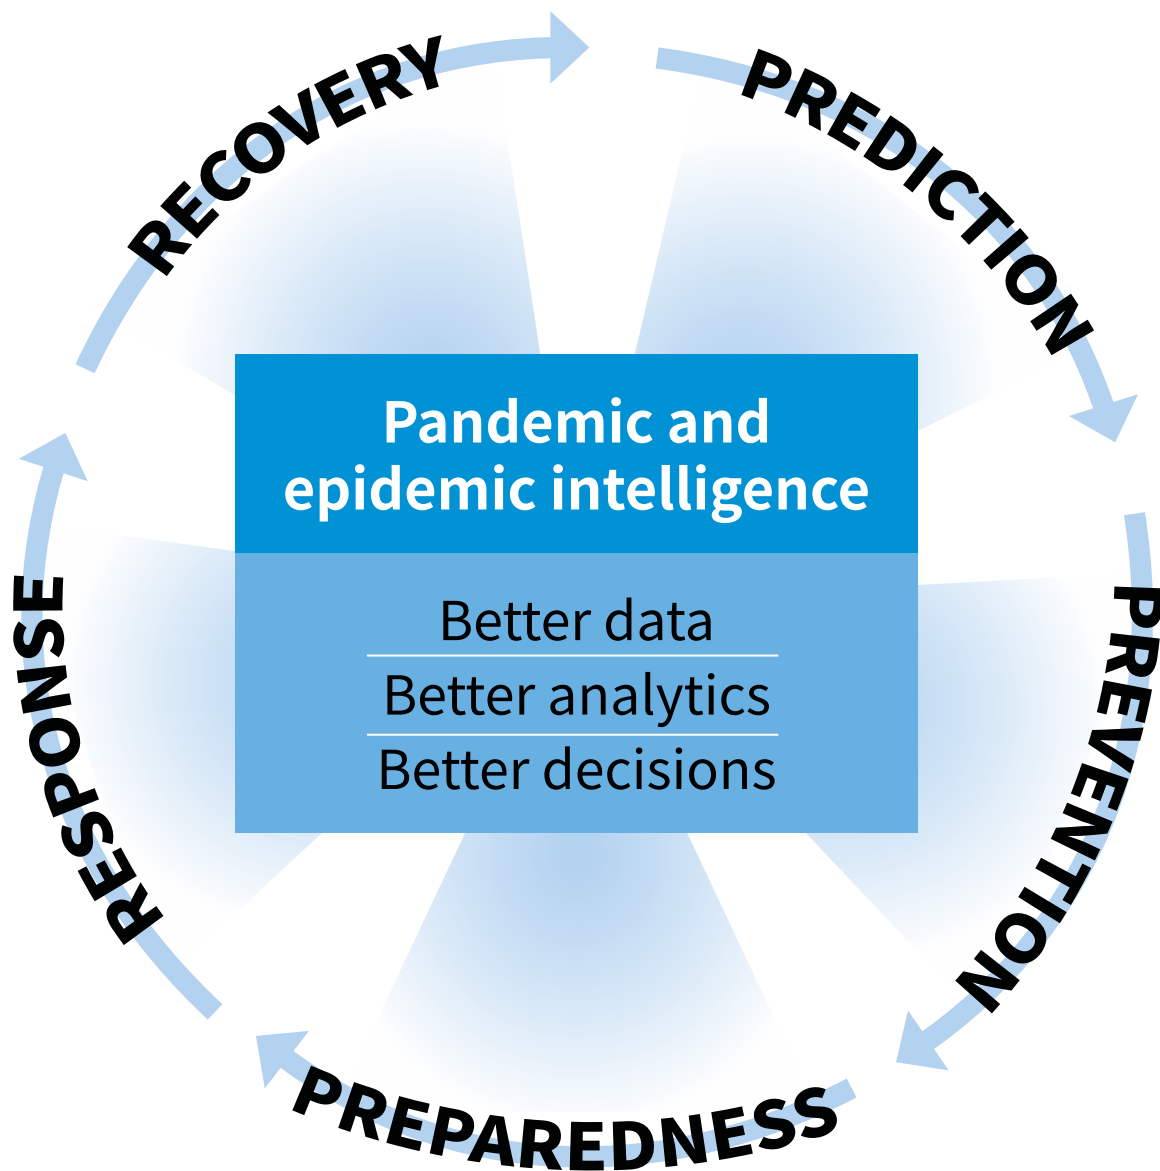 RECOVERY
PREDICTION
PREVENTION
PREPAREDNESS
RESPONSE
Pandemic and
epidemic intelligence
Better data
Better analytics
Better decisions